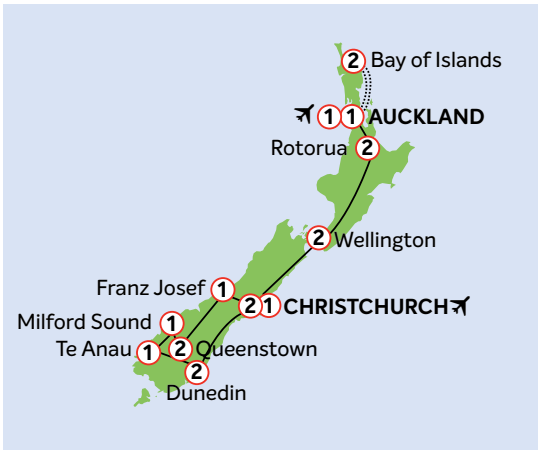 2 Bay of Islands
1 1 AUCKLAND
Rotorua 2
2 Wellington
Franz Josef 1
2 1 CHRISTCHURCH
Milford Sound 1
Te Anau 1 2 Queenstown
2
Dunedin